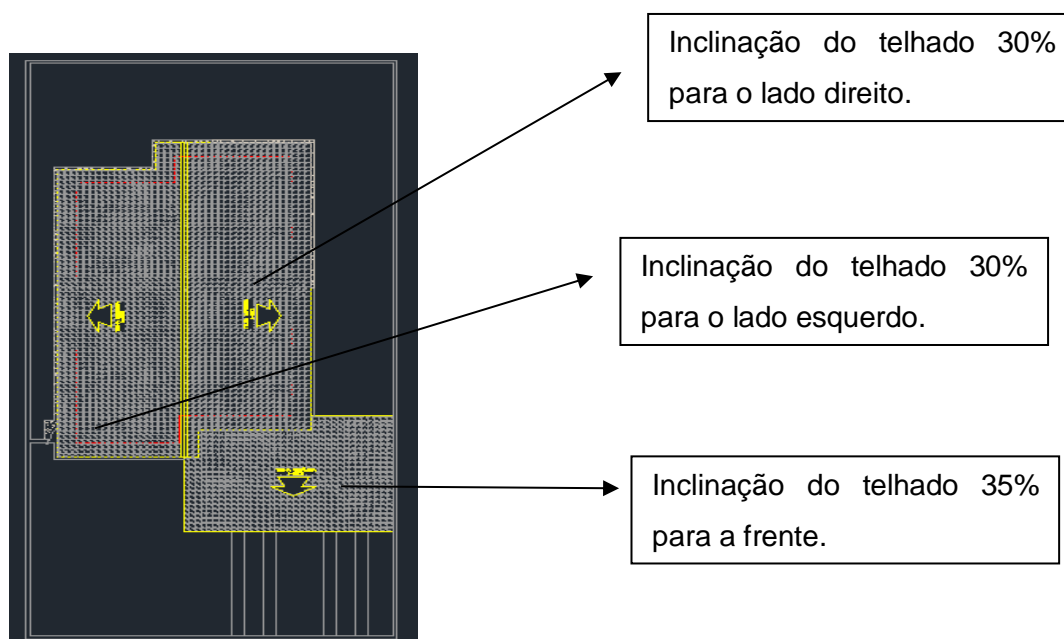 Inclinação do telhado 30%
para o lado direito.
Inclinação do telhado 30%
para o lado esquerdo.
Inclinação do telhado 35%
para a frente.